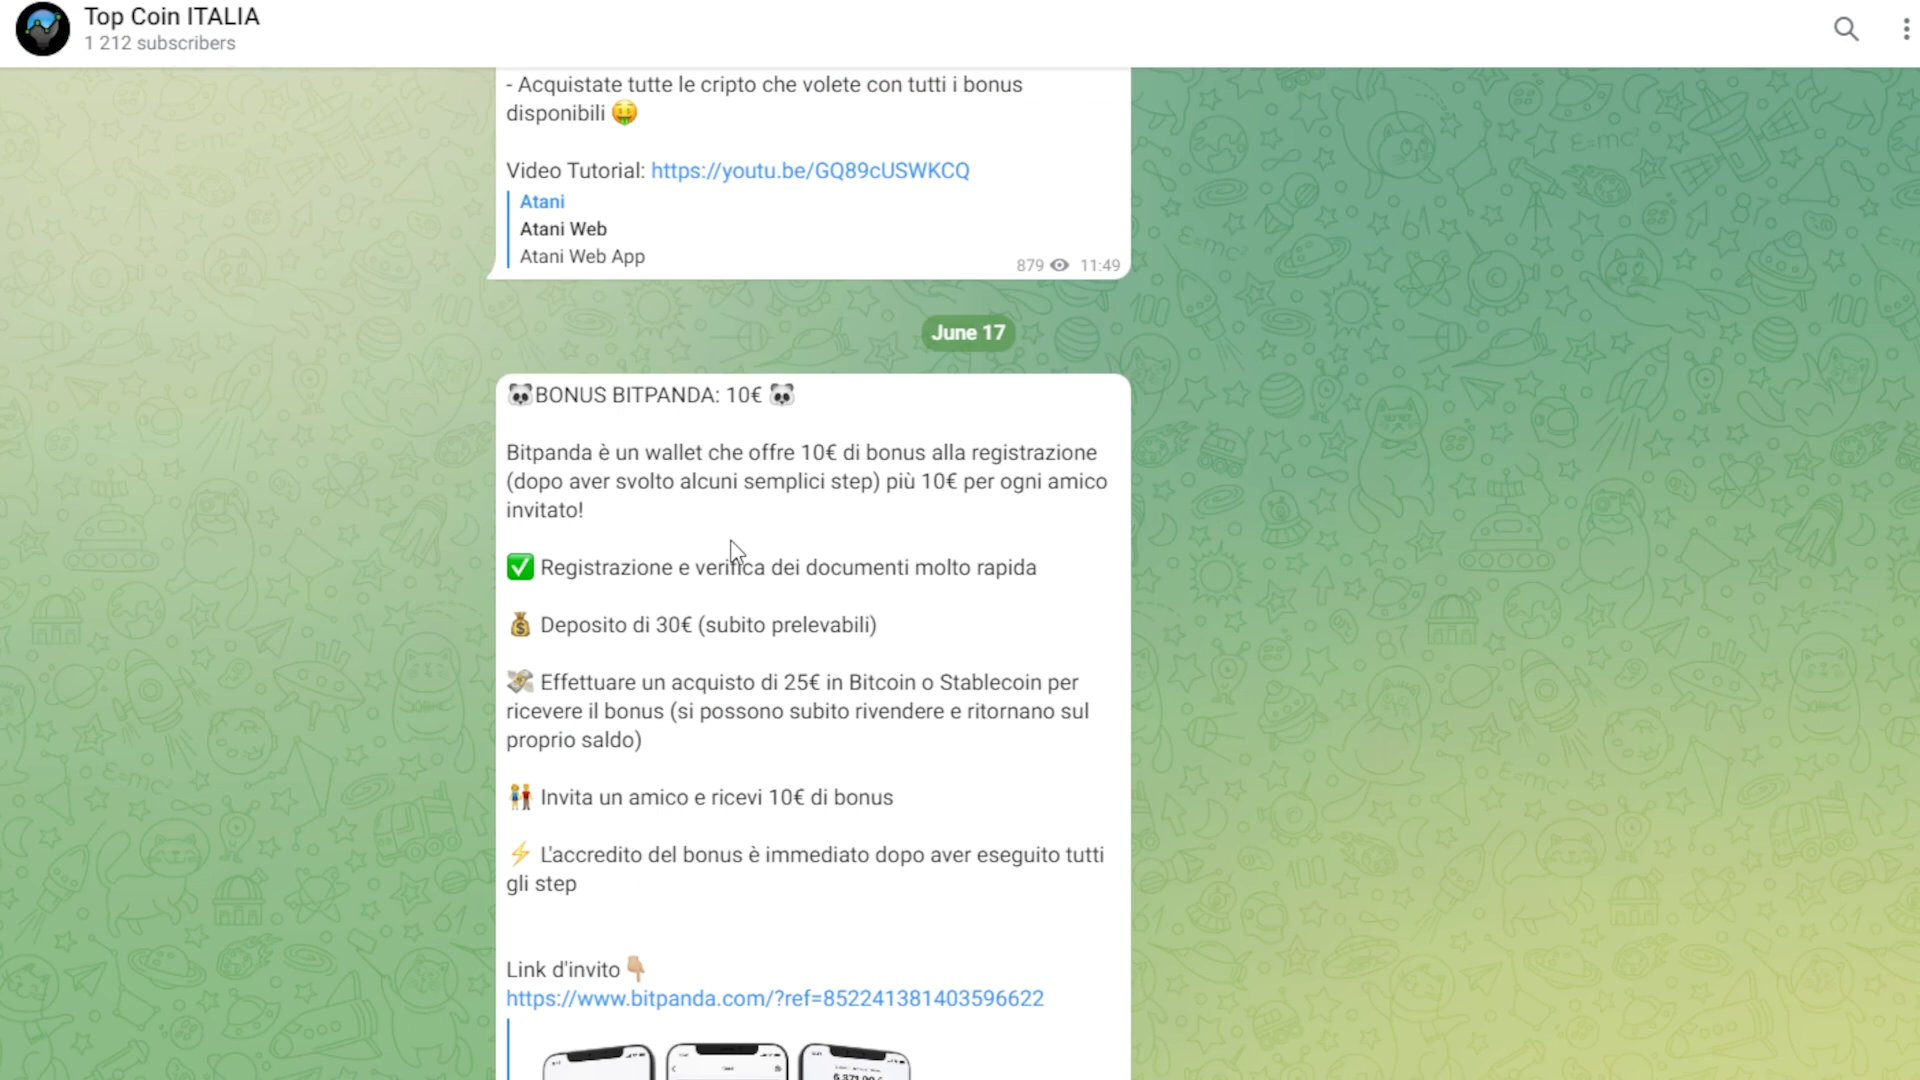 Top Coin ITALIA
1 212 subscribers
- Acquistate tutte le cripto che volete con tutti i bonus
disponibili 🤑
Video Tutorial: https://youtu.be/GQ89cUSWKCQ
Atani
Atani Web
Atani Web App
879 11:49
June 17
🐼BONUS BITPANDA: 10€ 🐼
Bitpanda è un wallet che offre 10€ di bonus alla registrazione
(dopo aver svolto alcuni semplici step) più 10€ per ogni amico
invitato!
✅ Registrazione e verifica dei documenti molto rapida
💰 Deposito di 30€ (subito prelevabili)
💸 Effettuare un acquisto di 25€ in Bitcoin o Stablecoin per
ricevere il bonus (si possono subito rivendere e ritornano sul
proprio saldo)
👫 Invita un amico e ricevi 10€ di bonus
⚡ L'accredito del bonus è immediato dopo aver eseguito tutti
gli step
Link d'invito 👇🏼
https://www.bitpanda.com/?ref=852241381403596622